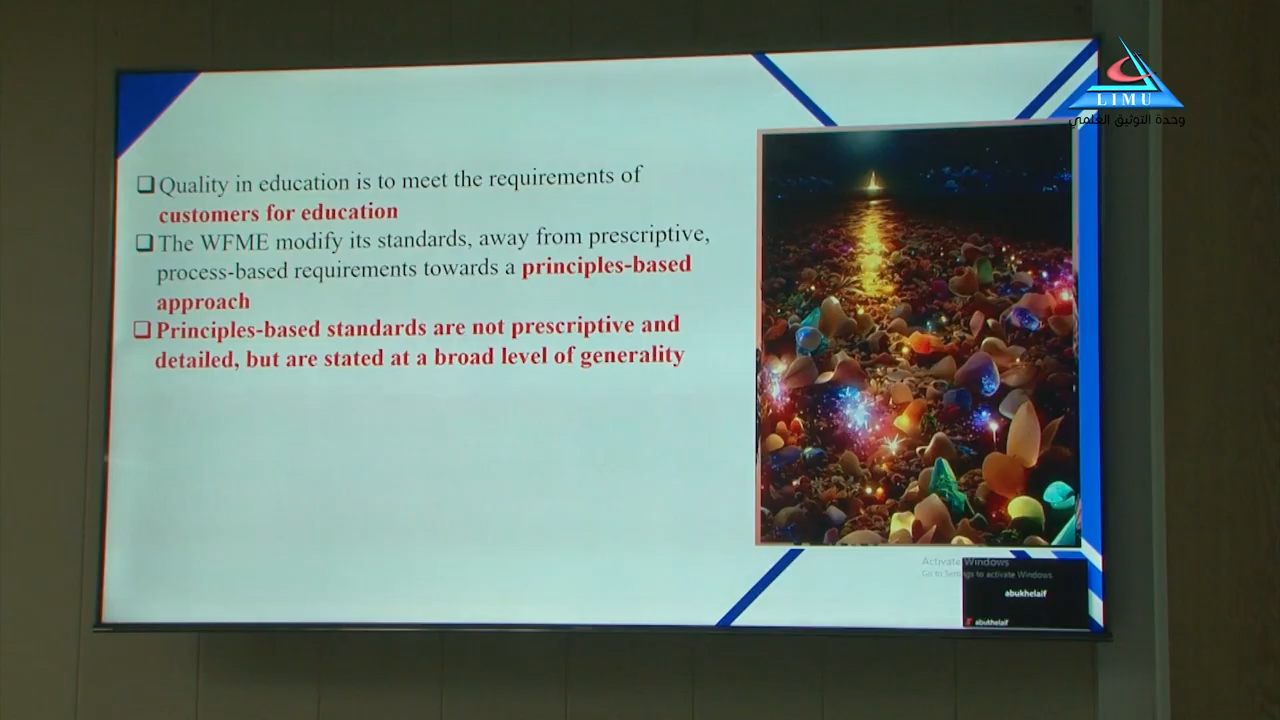 LIMU
وحدة التوثيق العلمي
❑ Quality in education is to meet the requirements of
customers for education
❑ The WFME modify its standards, away from prescriptive,
process-based requirements towards a principles-based
approach
❑ Principles-based standards are not prescriptive and
detailed, but are stated at a broad level of generality
Activate Windows
Go to Settings to activate Windows.
abukhelaif
abukhelaif